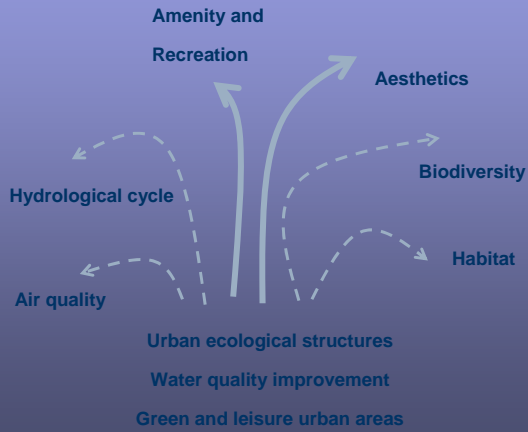 Amenity and
Recreation
Aesthetics
Biodiversity
Hydrological cycle
Habitat
Air quality
Urban ecological structures
Water quality improvement
Green and leisure urban areas